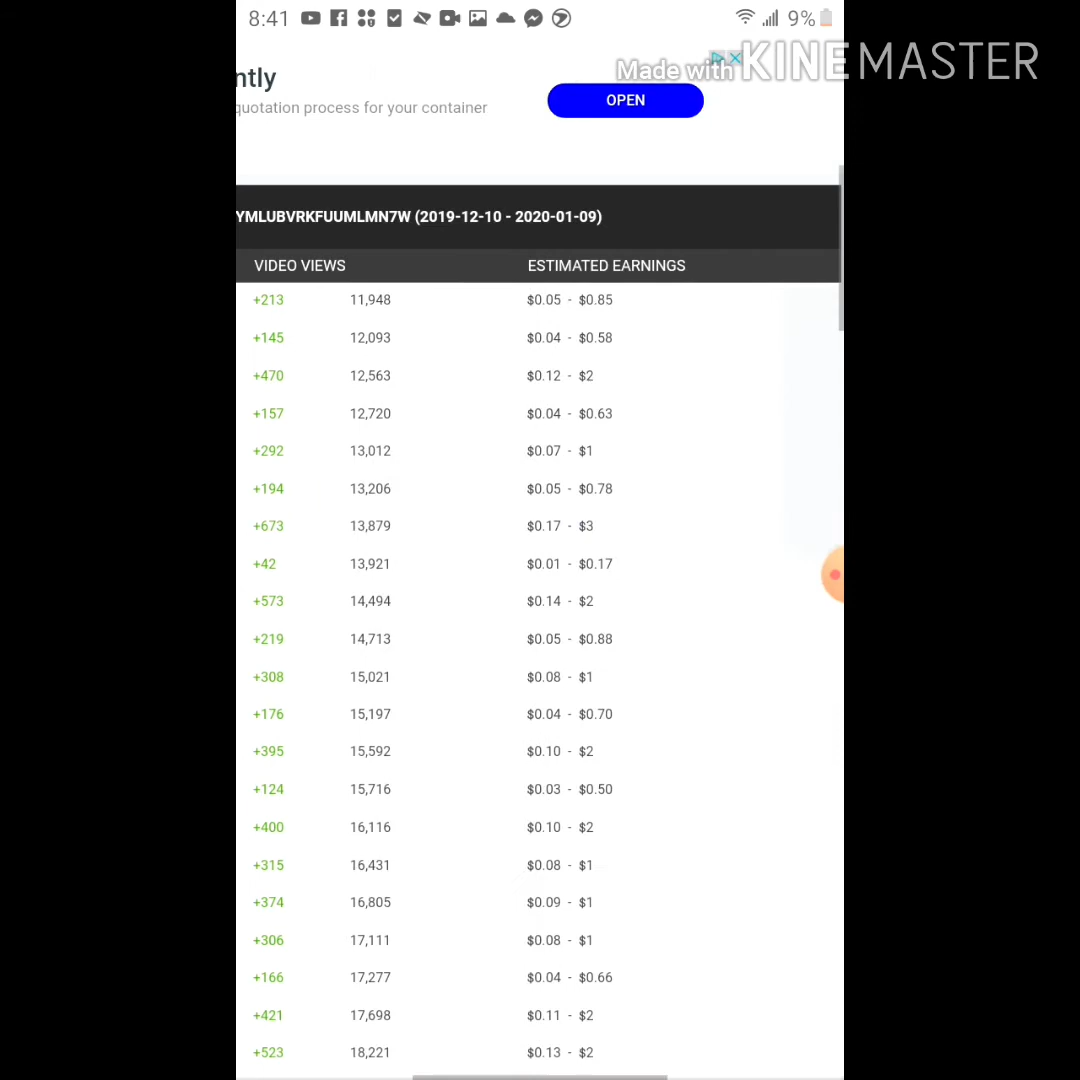 8:41 9%
Made with KINEMASTER
ntly
quotation process for your container
OPEN
YMLUBVRKFUUMLMN7W (2019-12-10 - 2020-01-09)
VIDEO VIEWS ESTIMATED EARNINGS
+213 11,948 $0.05 - $0.85
+145 12,093 $0.04 - $0.58
+470 12,563 $0.12 - $2
+157 12,720 $0.04 - $0.63
+292 13,012 $0.07 - $1
+194 13,206 $0.05 - $0.78
+673 13,879 $0.17 - $3
+42 13,921 $0.01 - $0.17
+573 14,494 $0.14 - $2
+219 14,713 $0.05 - $0.88
+308 15,021 $0.08 - $1
+176 15,197 $0.04 - $0.70
+395 15,592 $0.10 - $2
+124 15,716 $0.03 - $0.50
+400 16,116 $0.10 - $2
+315 16,431 $0.08 - $1
+374 16,805 $0.09 - $1
+306 17,111 $0.08 - $1
+166 17,277 $0.04 - $0.66
+421 17,698 $0.11 - $2
+523 18,221 $0.13 - $2